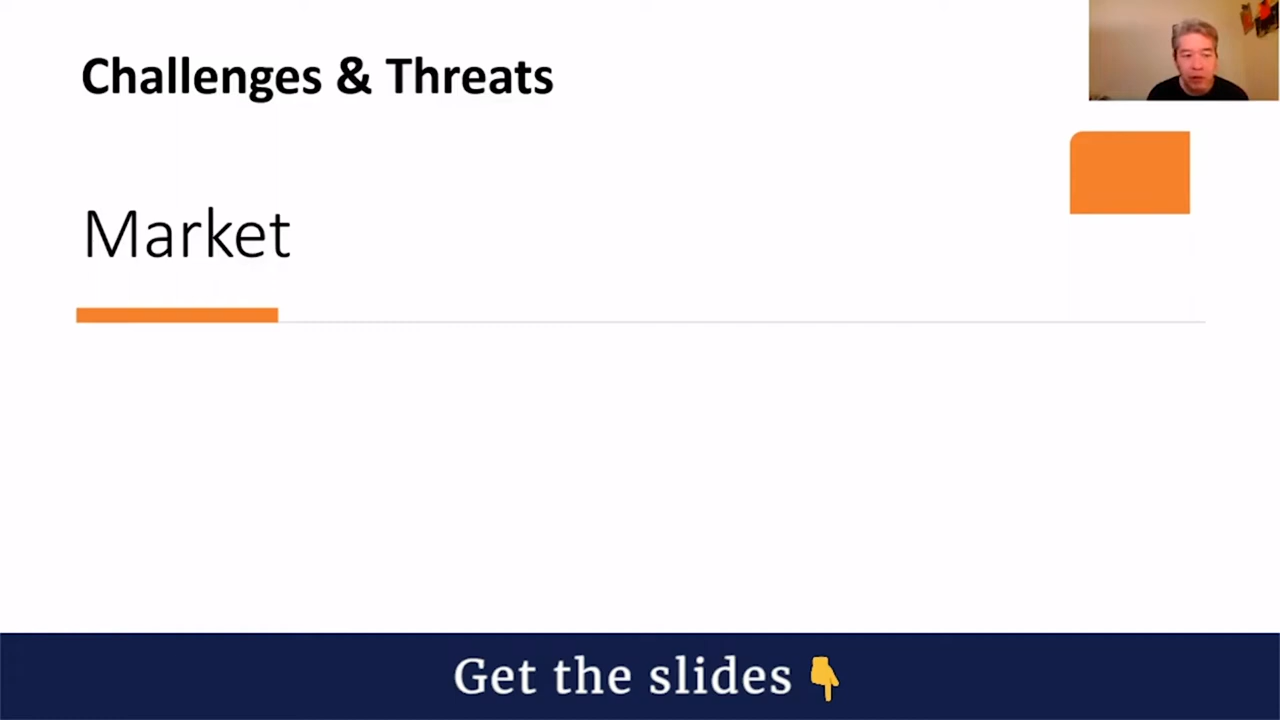 Challenges & Threats
Market
Get the slides 👇